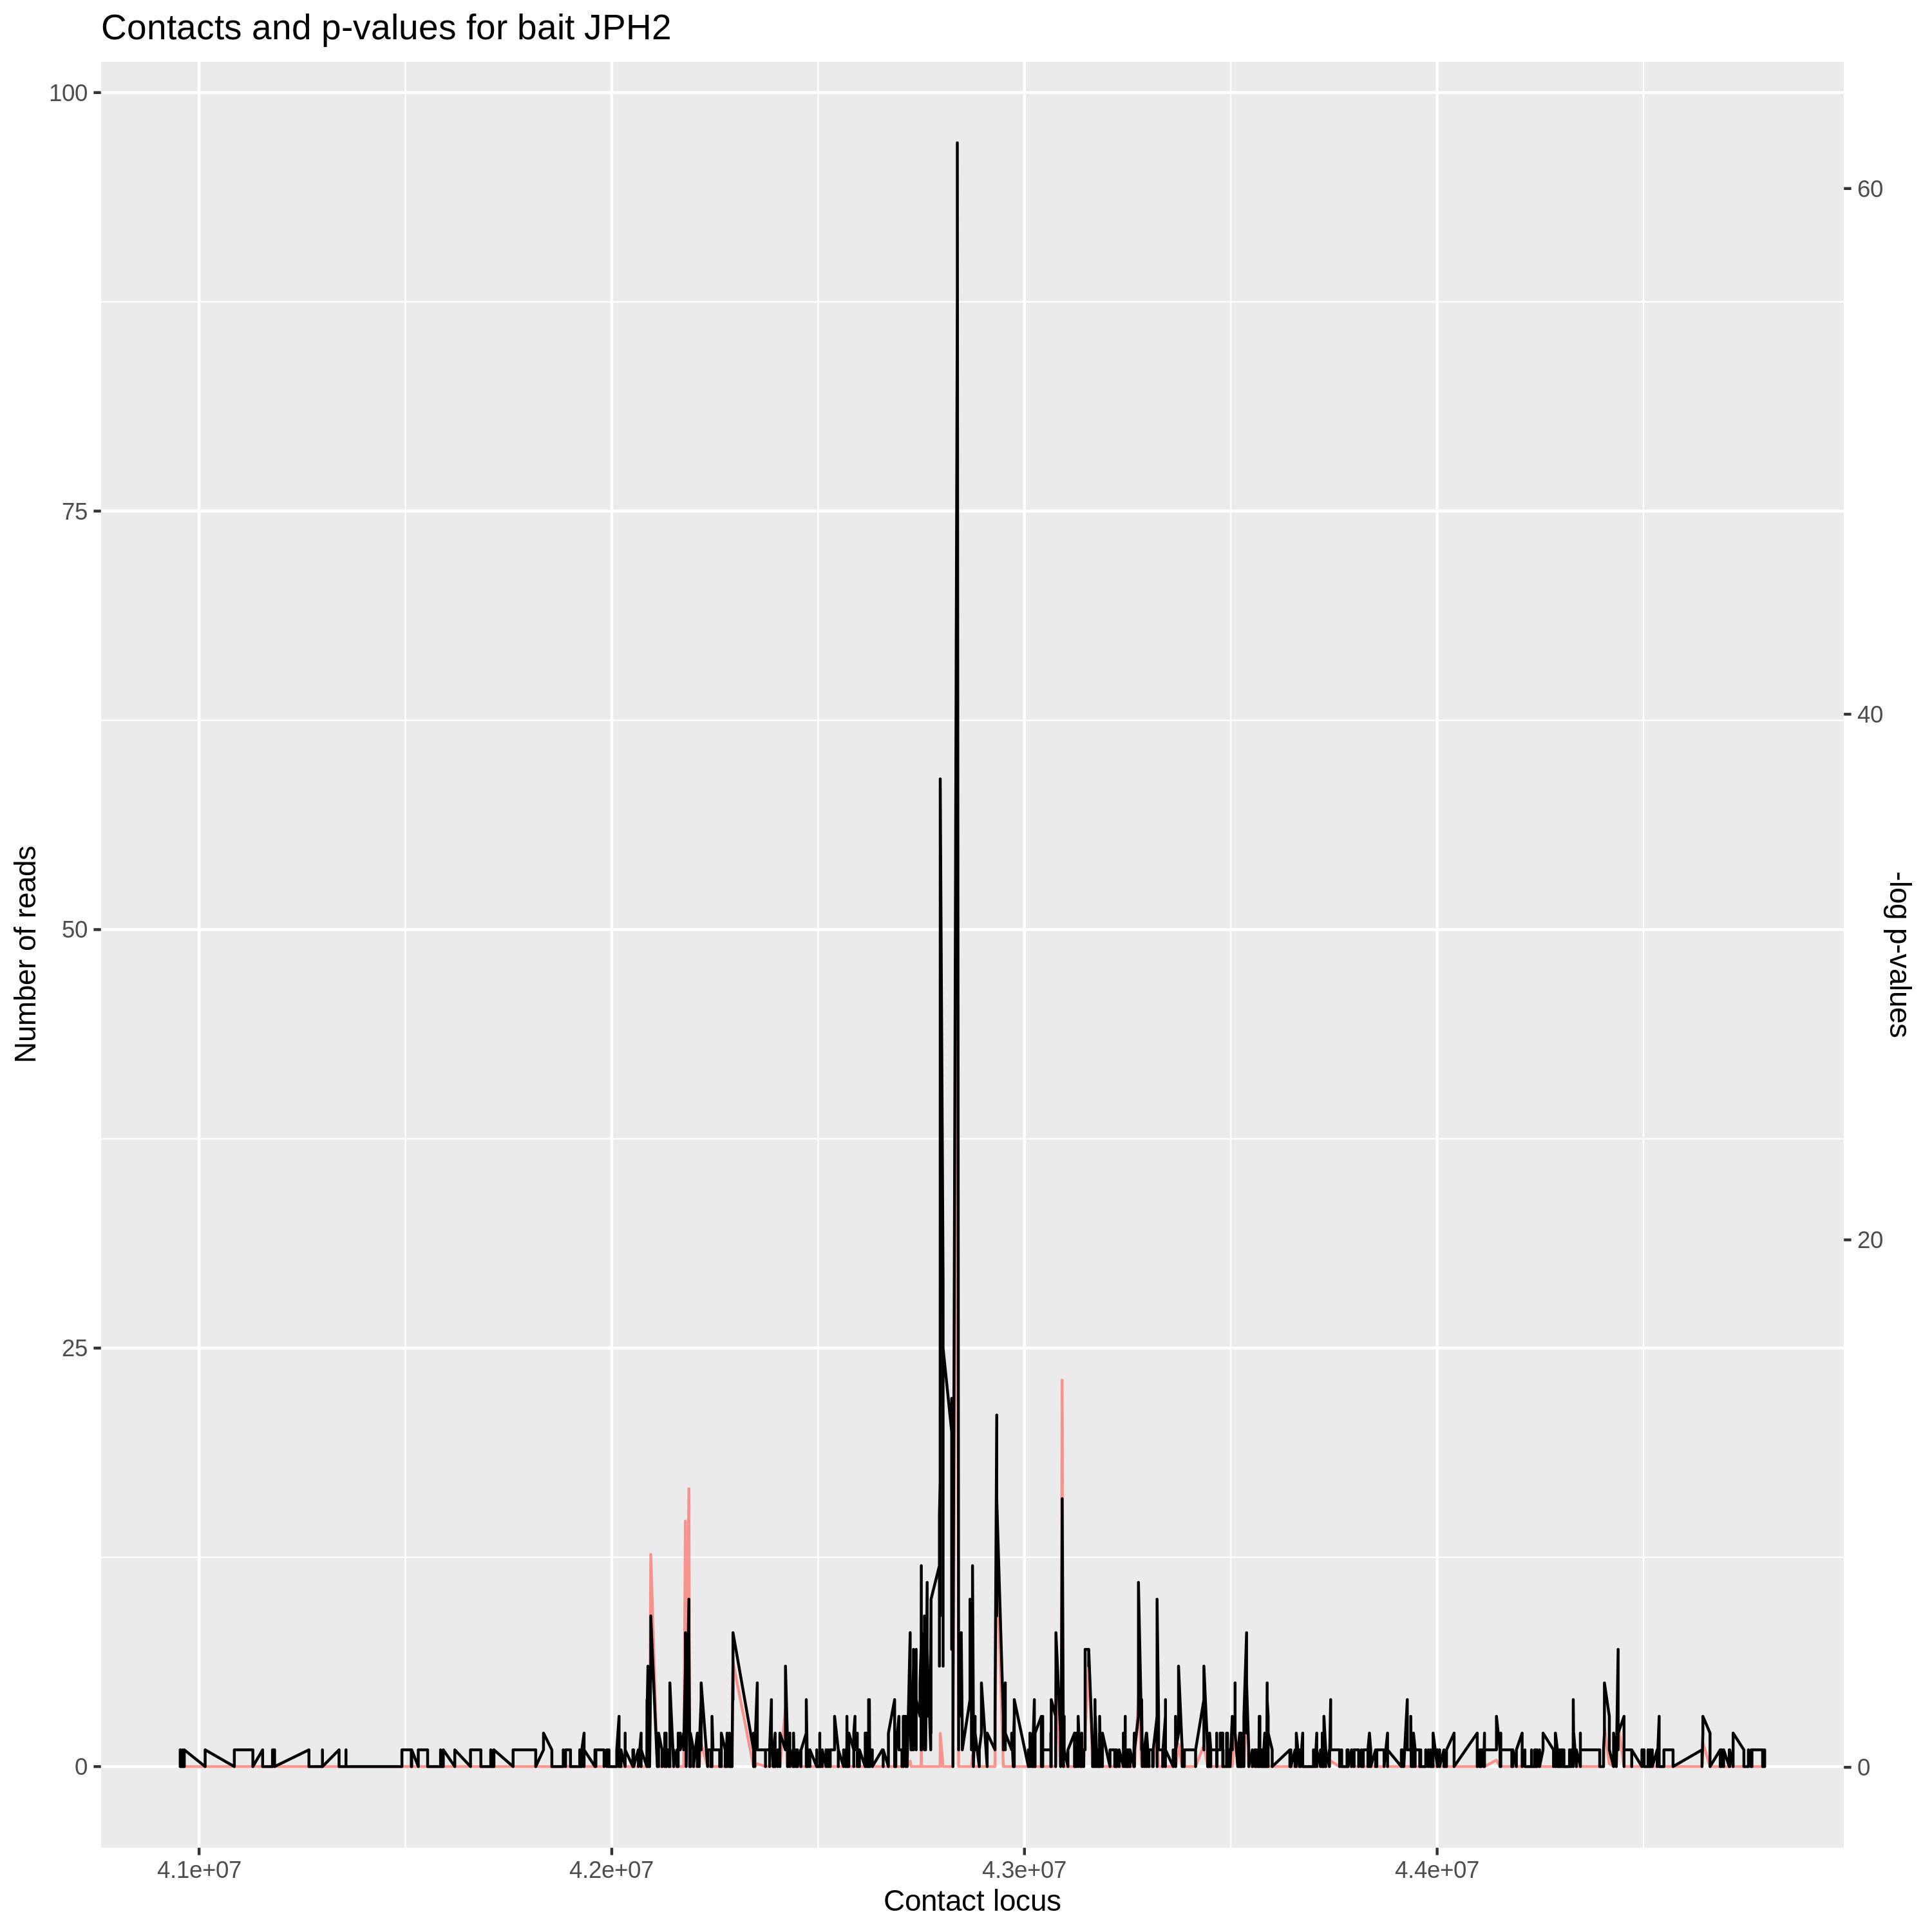 Contacts and p-values for bait JPH2
100
75
50
25
0
Number of reads
60
40
20
0
-log p-values
4.1e+07
4.2e+07
4.3e+07
4.4e+07
Contact locus